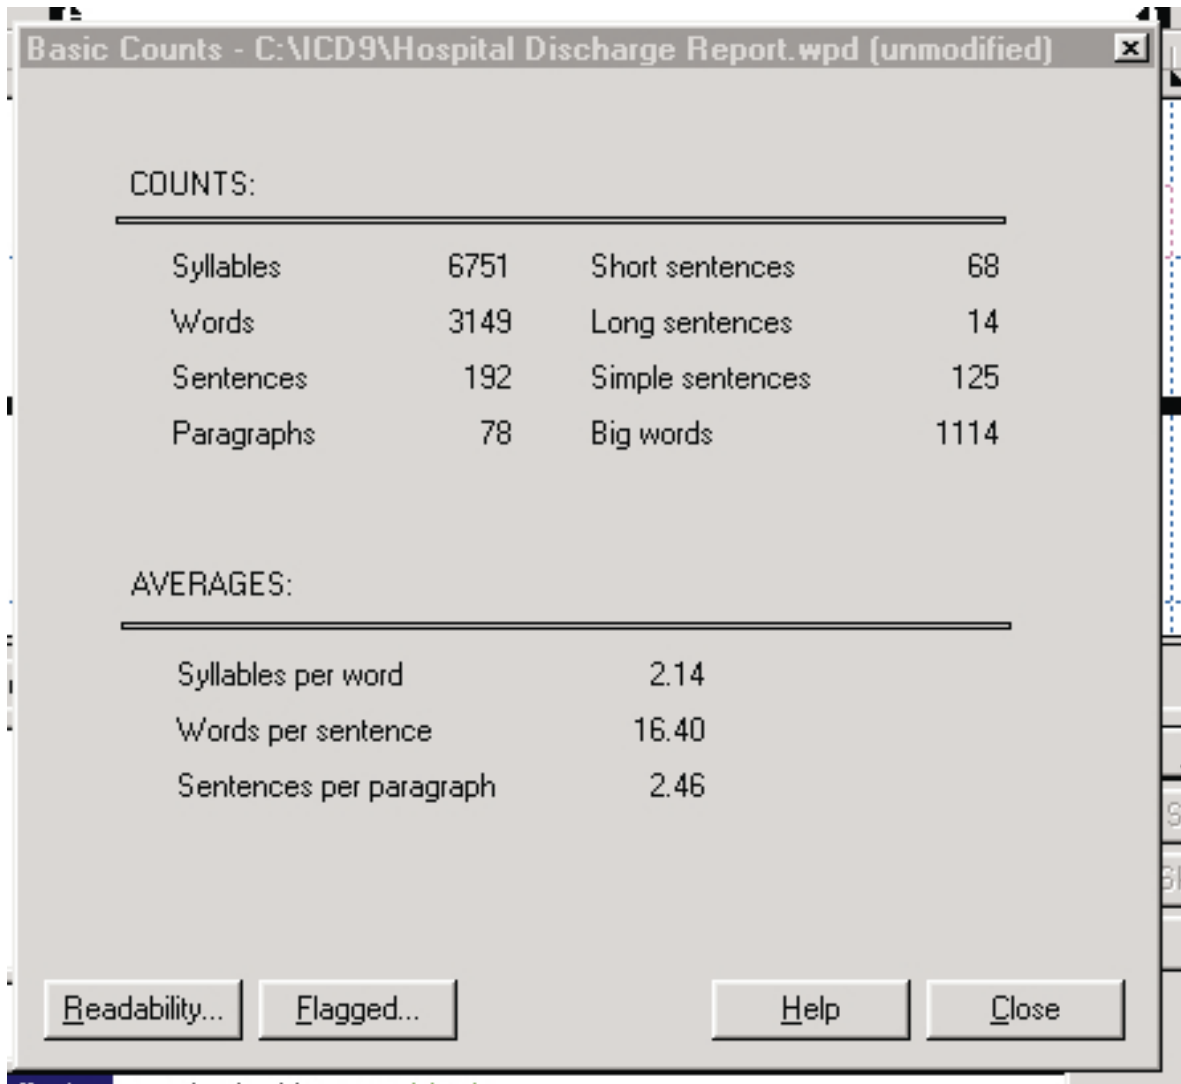 Basic Counts - C:\ICD9\Hospital Discharge Report.wpd (unmodified)
COUNTS:
Syllables 6751 Short sentences 68
Words 3149 Long sentences 14
Sentences 192 Simple sentences 125
Paragraphs 78 Big words 1114
AVERAGES:
Syllables per word 2.14
Words per sentence 16.40
Sentences per paragraph 2.46
Readability... Flagged... Help Close